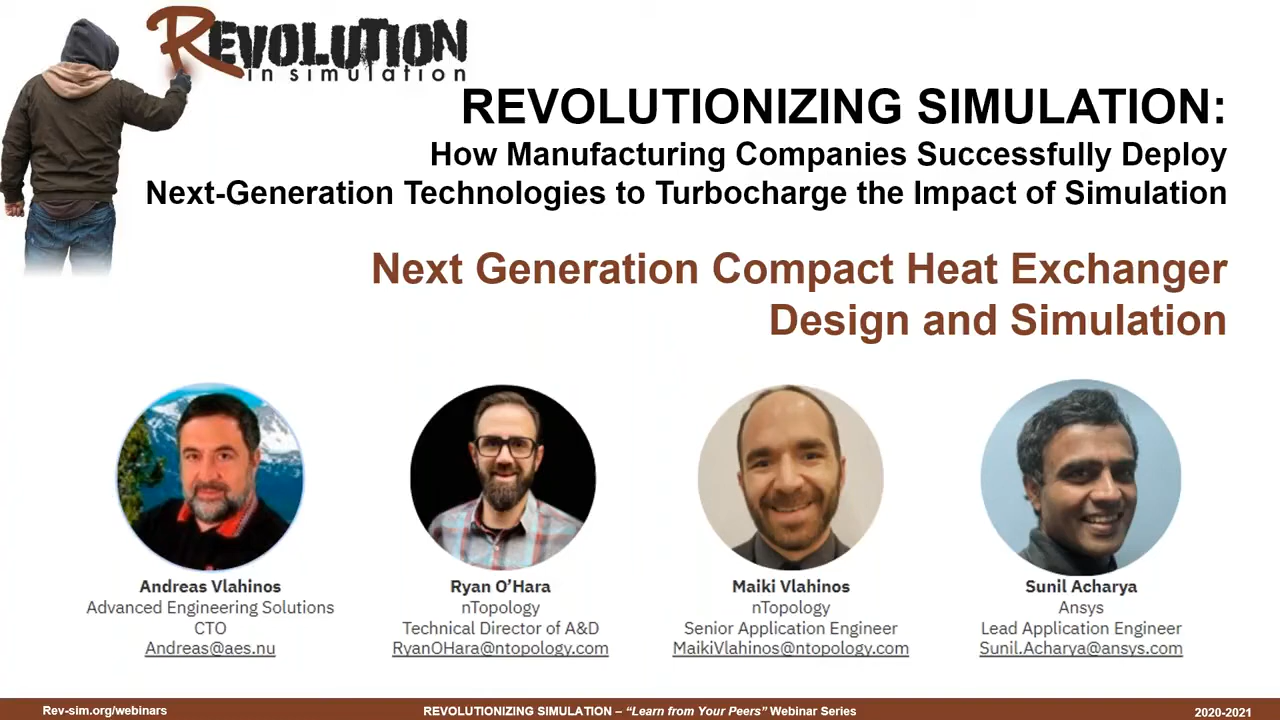 REVOLUTION
in simulation
REVOLUTIONIZING SIMULATION:
How Manufacturing Companies Successfully Deploy
Next-Generation Technologies to Turbocharge the Impact of Simulation
Next Generation Compact Heat Exchanger
Design and Simulation
Andreas Vlahinos
Advanced Engineering Solutions
CTO
Andreas@aes.nu
Ryan O'Hara
nTopology
Technical Director of A&D
RyanOHara@ntopology.com
Maiki Vlahinos
nTopology
Senior Application Engineer
MaikiVlahinos@ntopology.com
Sunil Acharya
Ansys
Lead Application Engineer
Sunil.Acharya@ansys.com
Rev-sim.org/webinars
REVOLUTIONIZING SIMULATION – “Learn from Your Peers” Webinar Series
2020-2021